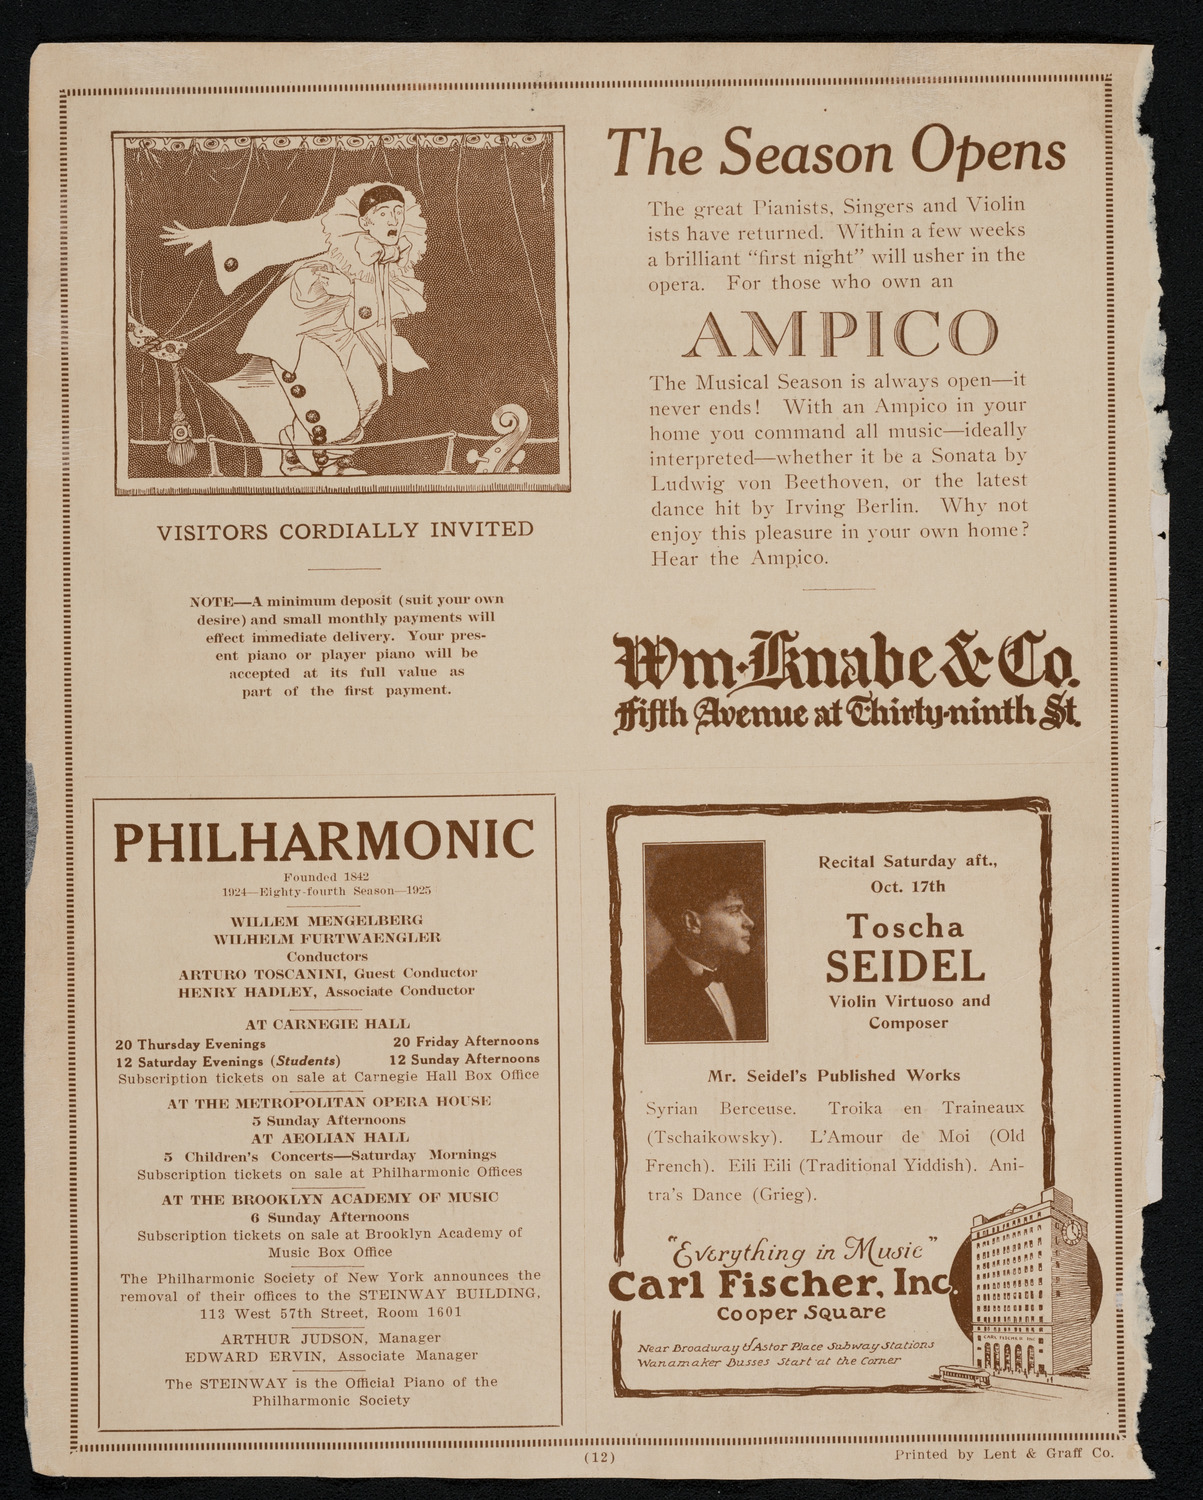 The Season Opens
The great Pianists, Singers and Violin
ists have returned. Within a few weeks
a brilliant “first night” will usher in the
opera. For those who own an
AMPICO
The Musical Season is always open—it
never ends! With an Ampico in your
home you command all music—ideally
interpreted—whether it be a Sonata by
Ludwig von Beethoven, or the latest
dance hit by Irving Berlin. Why not
enjoy this pleasure in your own home?
Hear the Ampico.
VISITORS CORDIALLY INVITED
NOTE—A minimum deposit (suit your own
desire) and small monthly payments will
effect immediate delivery. Your pres-
ent piano or player piano will be
accepted at its full value as
part of the first payment.
Wm. Knabe & Co.
Fifth Avenue at Thirty-ninth St.
PHILHARMONIC
Founded 1842
1924—Eighty-fourth Season—1925
WILLEM MENGELBERG
WILHELM FURTWAENGLER
Conductors
ARTURO TOSCANINI, Guest Conductor
HENRY HADLEY, Associate Conductor
AT CARNEGIE HALL
20 Thursday Evenings 20 Friday Afternoons
12 Saturday Evenings (Students) 12 Sunday Afternoons
Subscription tickets on sale at Carnegie Hall Box Office
AT THE METROPOLITAN OPERA HOUSE
5 Sunday Afternoons
AT AEOLIAN HALL
5 Children's Concerts—Saturday Mornings
Subscription tickets on sale at Philharmonic Offices
AT THE BROOKLYN ACADEMY OF MUSIC
6 Sunday Afternoons
Subscription tickets on sale at Brooklyn Academy of
Music Box Office
The Philharmonic Society of New York announces the
removal of their offices to the STEINWAY BUILDING,
113 West 57th Street, Room 1601
ARTHUR JUDSON, Manager
EDWARD ERVIN, Associate Manager
The STEINWAY is the Official Piano of the
Philharmonic Society
Recital Saturday aft.,
Oct. 17th
Toscha
SEIDEL
Violin Virtuoso and
Composer
Mr. Seidel's Published Works
Syrian Berceuse. Troika en Traineaux
(Tschaikowsky). L'Amour de Moi (Old
French). Eili Eili (Traditional Yiddish). Ani-
tra's Dance (Grieg).
“Everything in Music”
Carl Fischer, Inc.
Cooper Square
Near Broadway & Astor Place Subway Stations
Wanamaker Busses Start at the Corner
CARL FISCHER INC
(12)
Printed by Lent & Graff Co.